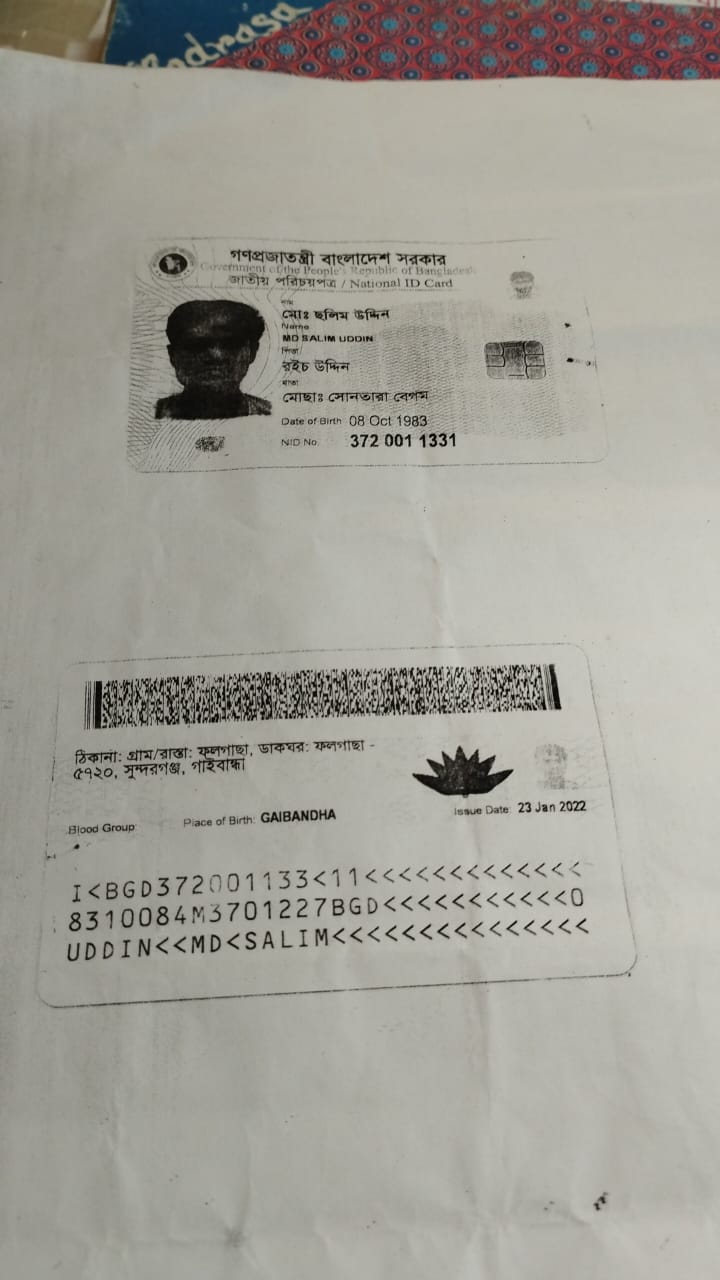 Madrasa
গণপ্রজাতন্ত্রী বাংলাদেশ সরকার
Government of the People's Republic of Bangladesh
জাতীয় পরিচয়পত্র / National ID Card
নাম
মোঃ ছলিম উদ্দিন
Name
MD SALIM UDDIN
পিতা
রইচ উদ্দিন
মাতা
মোছাঃ সোনতারা বেগম
Date of Birth 08 Oct 1983
NID No. 372 001 1331
ঠিকানা: গ্রাম/রাস্তা: ফলগাছা, ডাকঘর: ফলগাছা -
৫৭২০, সুন্দরগঞ্জ, গাইবান্ধা
Blood Group: Place of Birth: GAIBANDHA Issue Date: 23 Jan 2022
I<BGD372001133<11<<<<<<<<<<<<<
8310084M3701227BGD<<<<<<<<<<<0
UDDIN<<MD<SALIM<<<<<<<<<<<<<<<